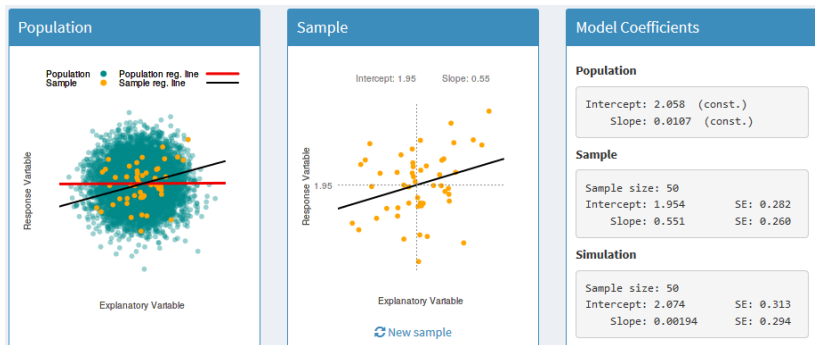 Population
Population Population reg. line
Sample Sample reg. line
Response Variable
Explanatory Variable
Sample
Intercept: 1.95 Slope: 0.55
Response Variable
1.95
Explanatory Variable
New sample
Model Coefficients
Population
Intercept: 2.058 (const.)
Slope: 0.0107 (const.)
Sample
Sample size: 50
Intercept: 1.954 SE: 0.282
Slope: 0.551 SE: 0.260
Simulation
Sample size: 50
Intercept: 2.074 SE: 0.313
Slope: 0.00194 SE: 0.294